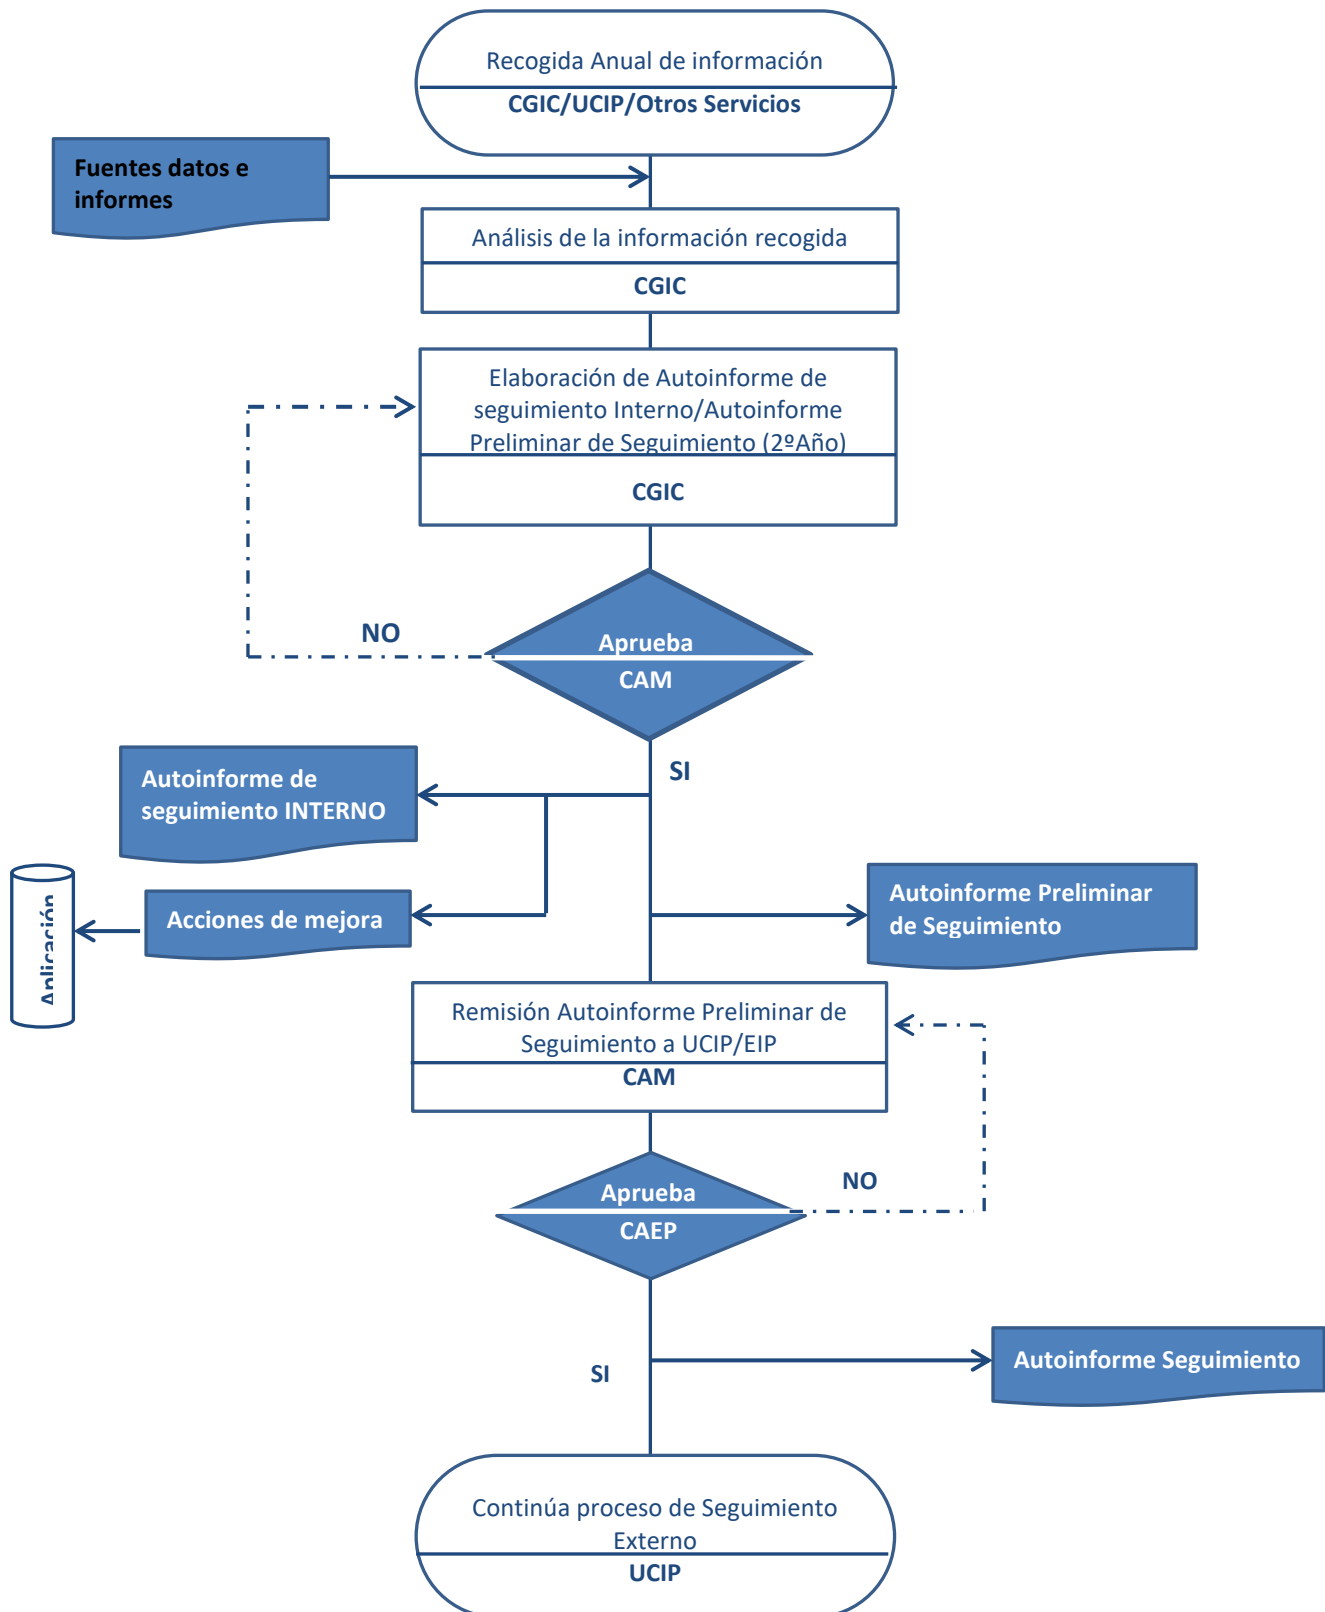 Recogida Anual de información
CGIC/UCIP/Otros Servicios
Fuentes datos e
informes
Análisis de la información recogida
CGIC
Elaboración de Autoinforme de
seguimiento Interno/Autoinforme
Preliminar de Seguimiento (2ºAño)
CGIC
NO
Aprueba
CAM
SI
Autoinforme de
seguimiento INTERNO
Aplicación
Acciones de mejora
Autoinforme Preliminar
de Seguimiento
Remisión Autoinforme Preliminar de
Seguimiento a UCIP/EIP
CAM
Aprueba
CAEP
NO
SI
Autoinforme Seguimiento
Continúa proceso de Seguimiento
Externo
UCIP